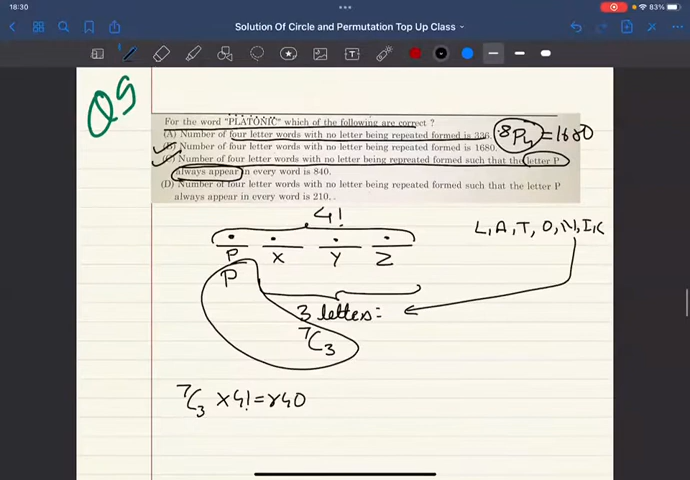 18:30
83%
Solution Of Circle and Permutation Top Up Class
Q9
For the word "PLATONIC" which of the following are correct ?
(A) Number of four letter words with no letter being repeated formed is 336.
⁸P₄ = 1680
(B) Number of four letter words with no letter being repeated formed is 1680.
(C) Number of four letter words with no letter being repreated formed such that the letter P
always appear in every word is 840.
(D) Number of four letter words with no letter being repeated formed such that the letter P
always appear in every word is 210. .
4!
L, A, T, O, N, I, C
P X Y Z
P
3 letters =
⁷C₃
⁷C₃ × 4! = 840